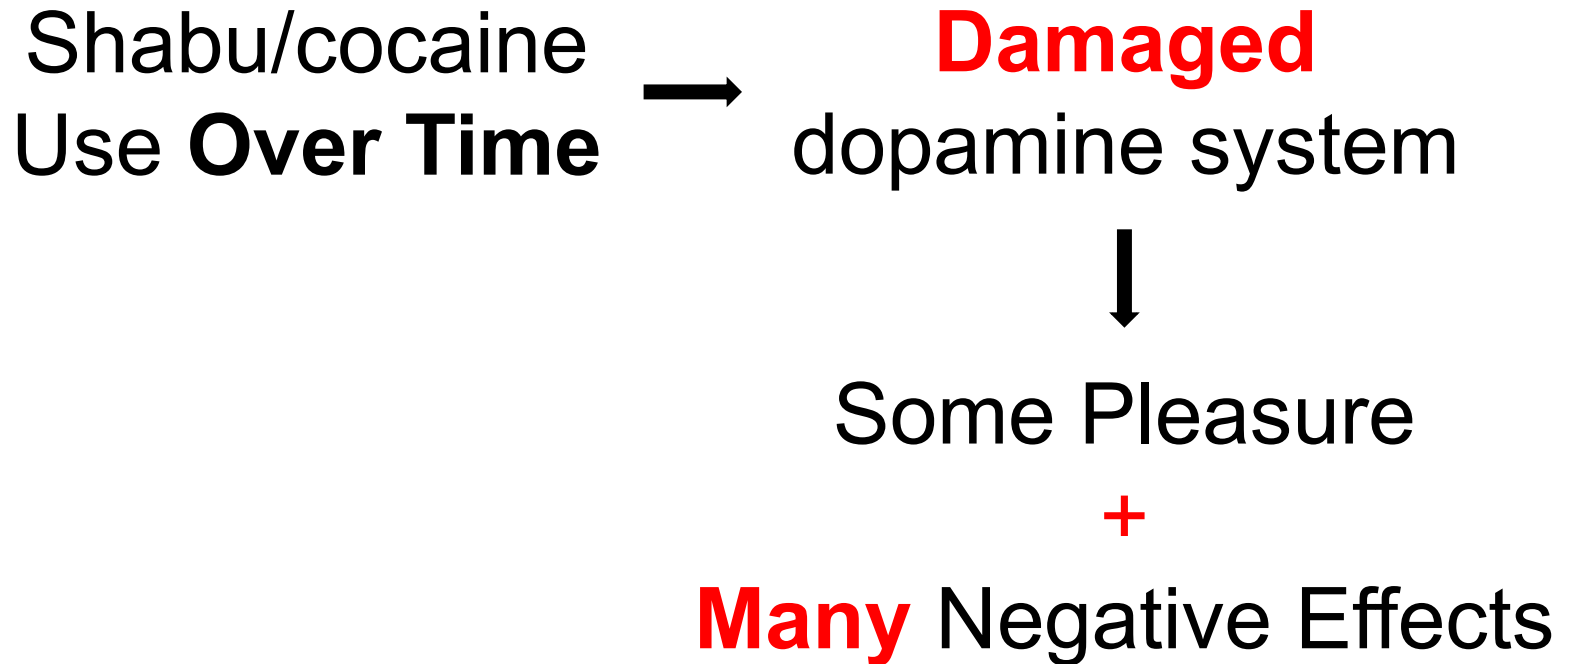 Shabu/cocaine
Use Over Time
Damaged
dopamine system
Some Pleasure
+
Many Negative Effects